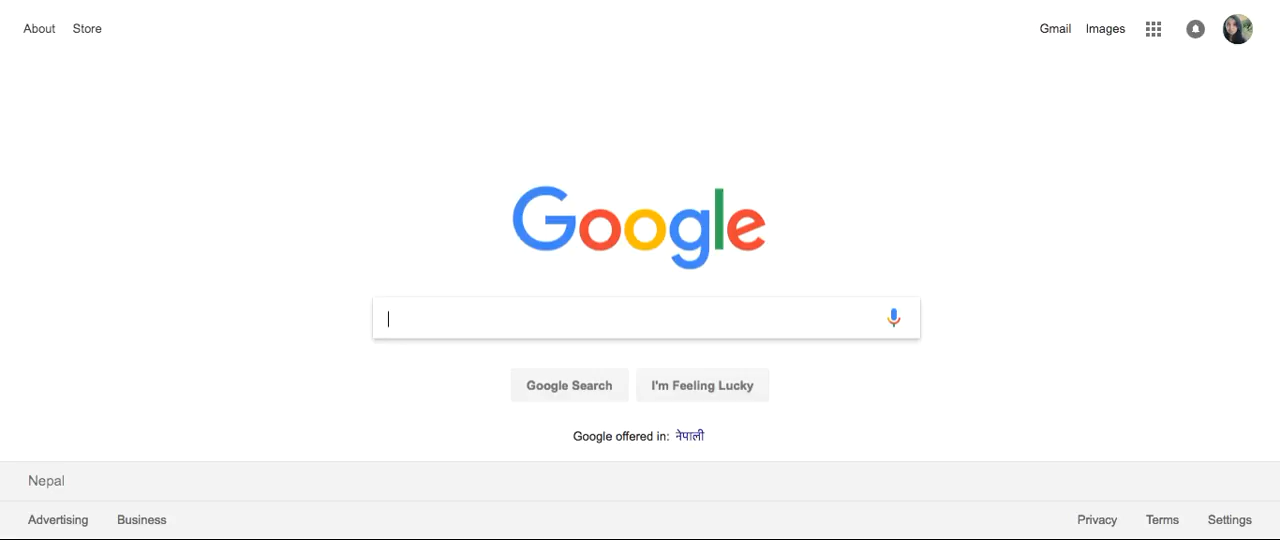 About Store Gmail Images
Google
Google Search I'm Feeling Lucky
Google offered in: नेपाली
Nepal
Advertising Business Privacy Terms Settings